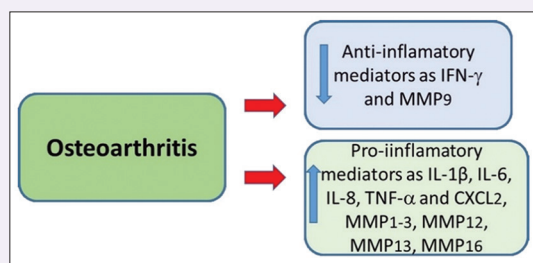 Osteoarthritis
Anti-inflamatory
mediators as IFN-γ
and MMP9
Pro-iinflamatory
mediators as IL-1β, IL-6,
IL-8, TNF-α and CXCL2,
MMP1-3, MMP12,
MMP13, MMP16